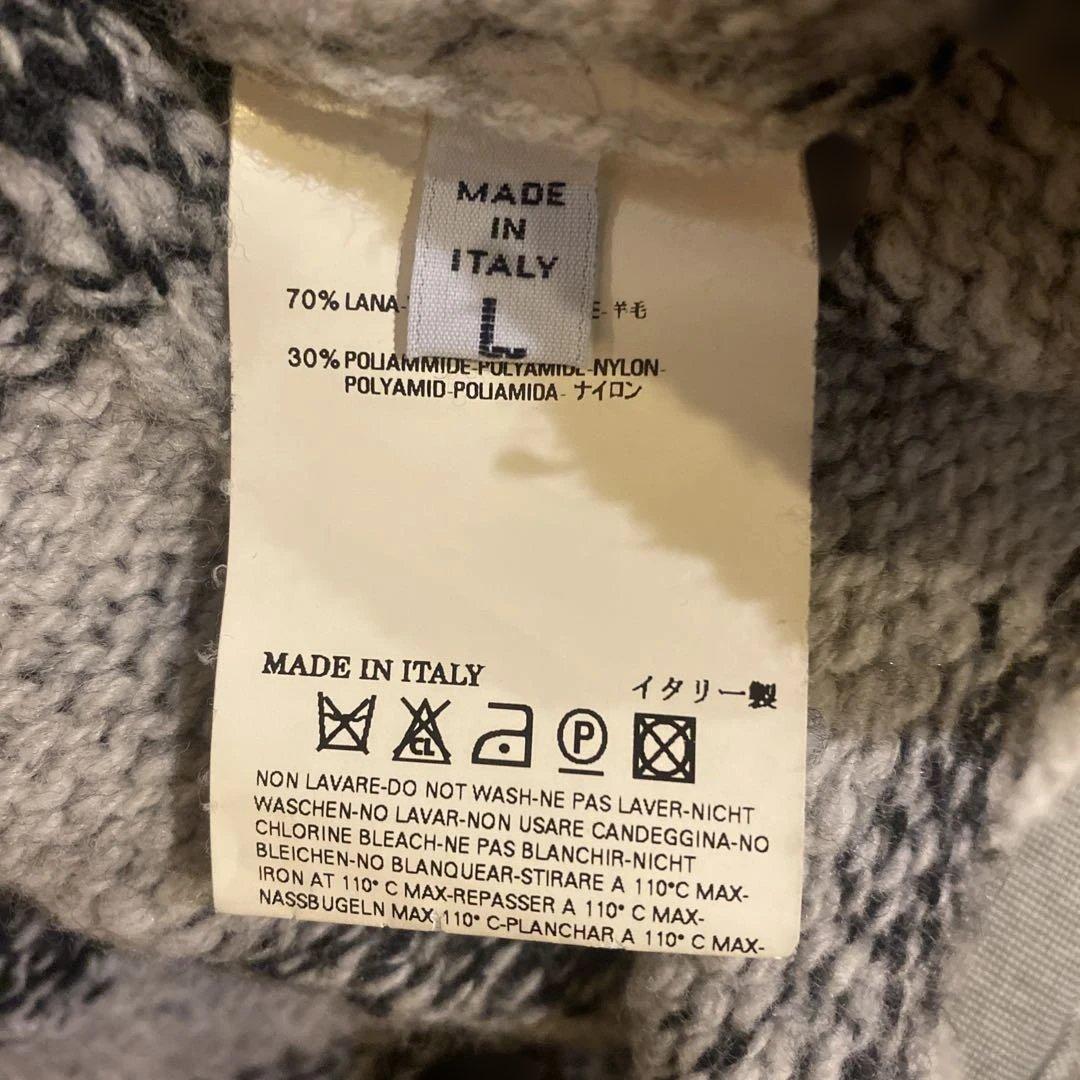 MADE
IN
ITALY
L
70% LANA- 羊毛
30% POLIAMMIDE-POLYAMIDE-NYLON-
POLYAMID-POLIAMIDA- ナイロン
MADE IN ITALY
イタリー製
CL
P
NON LAVARE-DO NOT WASH-NE PAS LAVER-NICHT
WASCHEN-NO LAVAR-NON USARE CANDEGGINA-NO
CHLORINE BLEACH-NE PAS BLANCHIR-NICHT
BLEICHEN-NO BLANQUEAR-STIRARE A 110°C MAX-
IRON AT 110° C MAX-REPASSER A 110° C MAX-
NASSBUGELN MAX 110° C-PLANCHAR A 110° C MAX-